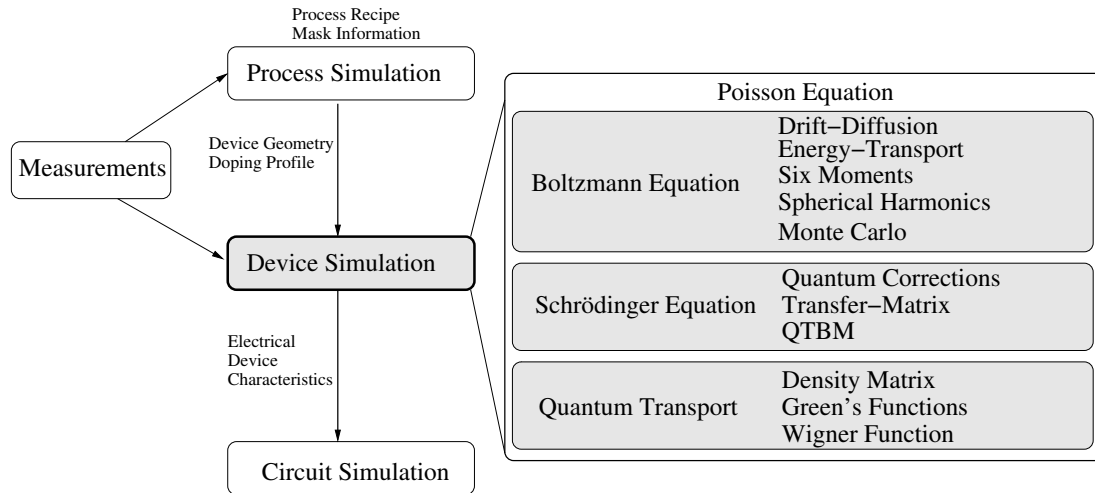 Process Recipe
Mask Information
Process Simulation
Device Geometry
Doping Profile
Measurements
Device Simulation
Electrical
Device
Characteristics
Circuit Simulation
Poisson Equation
Boltzmann Equation
Drift−Diffusion
Energy−Transport
Six Moments
Spherical Harmonics
Monte Carlo
Schrödinger Equation
Quantum Corrections
Transfer−Matrix
QTBM
Quantum Transport
Density Matrix
Green's Functions
Wigner Function